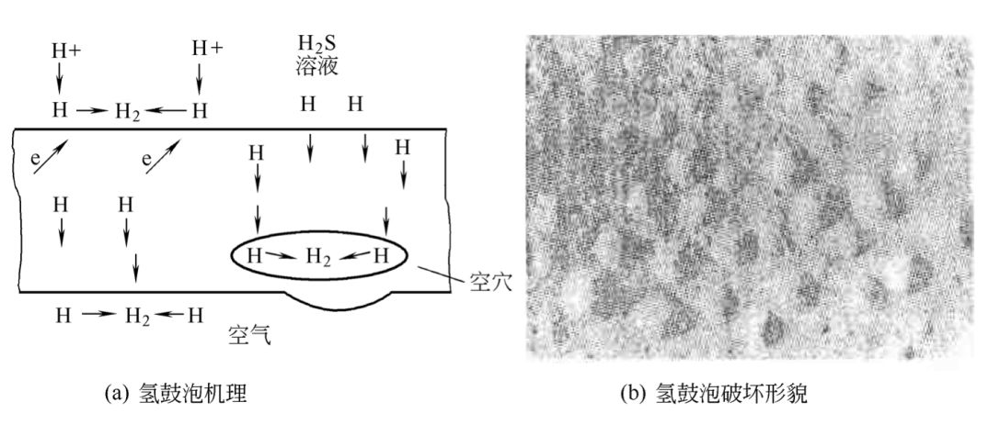 H+ H+ H₂S
溶液
H H₂ H H H
e e H H
H H
H H₂ H
空穴
H H₂ H
空气
(a) 氢鼓泡机理
(b) 氢鼓泡破坏形貌